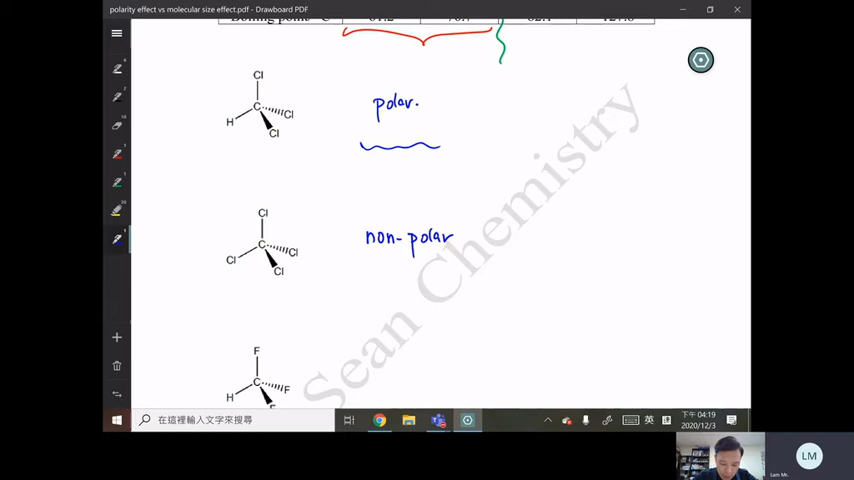 polarity effect vs molecular size effect.pdf - Drawboard PDF
Cl
C
H
Cl
Cl
polar.
Cl
C
Cl
Cl
Cl
non-polar
F
C
H
F
F
Sean Chemistry
在這裡輸入文字來搜尋
英
下午 04:19
2020/12/3
LM
Lam Mr.